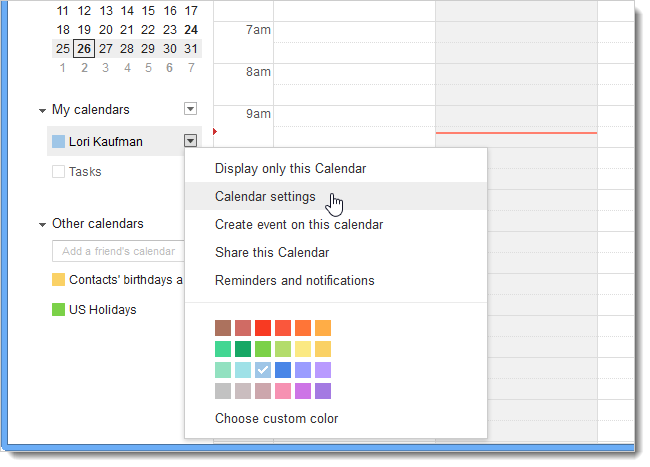 11 12 13 14 15 16 17
18 19 20 21 22 23 24
25 26 27 28 29 30 31
1 2 3 4 5 6 7
7am
8am
9am
My calendars
Lori Kaufman
Tasks
Other calendars
Add a friend's calendar
Contacts' birthdays a
US Holidays
Display only this Calendar
Calendar settings
Create event on this calendar
Share this Calendar
Reminders and notifications
Choose custom color